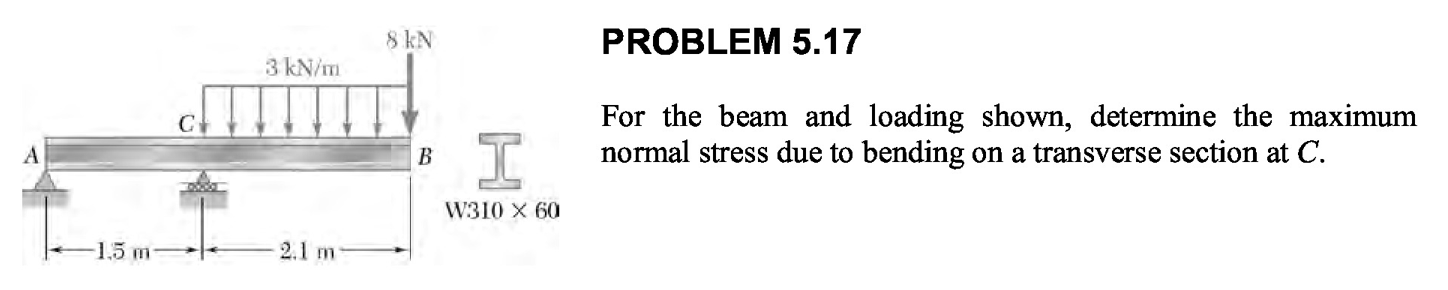 8 kN
PROBLEM 5.17
3 kN/m
C
For the beam and loading shown, determine the maximum
normal stress due to bending on a transverse section at C.
A
B
W310 × 60
1.5 m
2.1 m